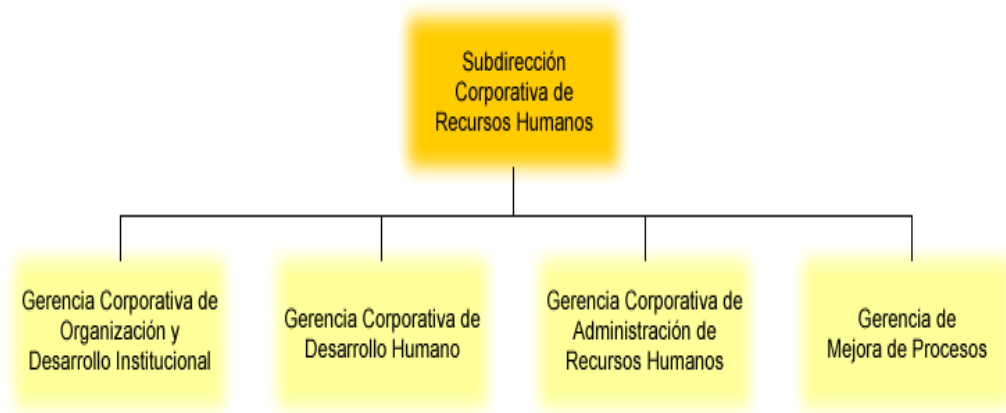 Subdirección
Corporativa de
Recursos Humanos
Gerencia Corporativa de
Organización y
Desarrollo Institucional
Gerencia Corporativa de
Desarrollo Humano
Gerencia Corporativa de
Administración de
Recursos Humanos
Gerencia de
Mejora de Procesos